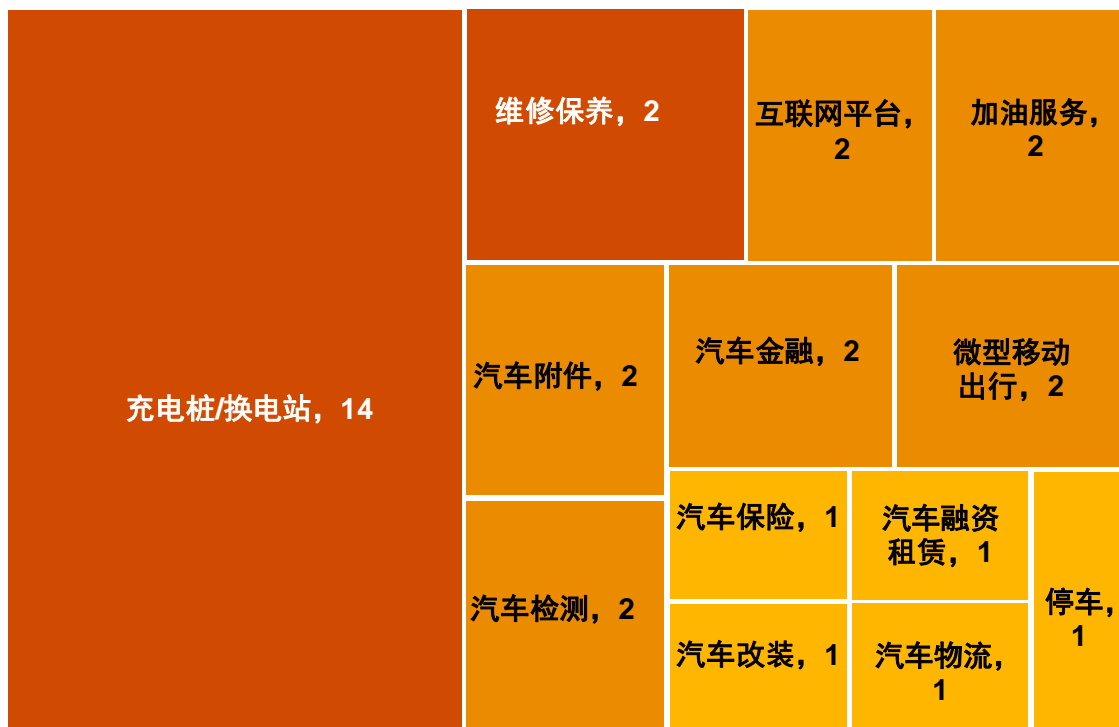 充电桩/换电站，14
维修保养，2
互联网平台，
2
加油服务，
2
汽车附件，2
汽车金融，2
微型移动
出行，2
汽车检测，2
汽车保险，1
汽车融资
租赁，1
汽车改装，1
汽车物流，
1
停车，
1